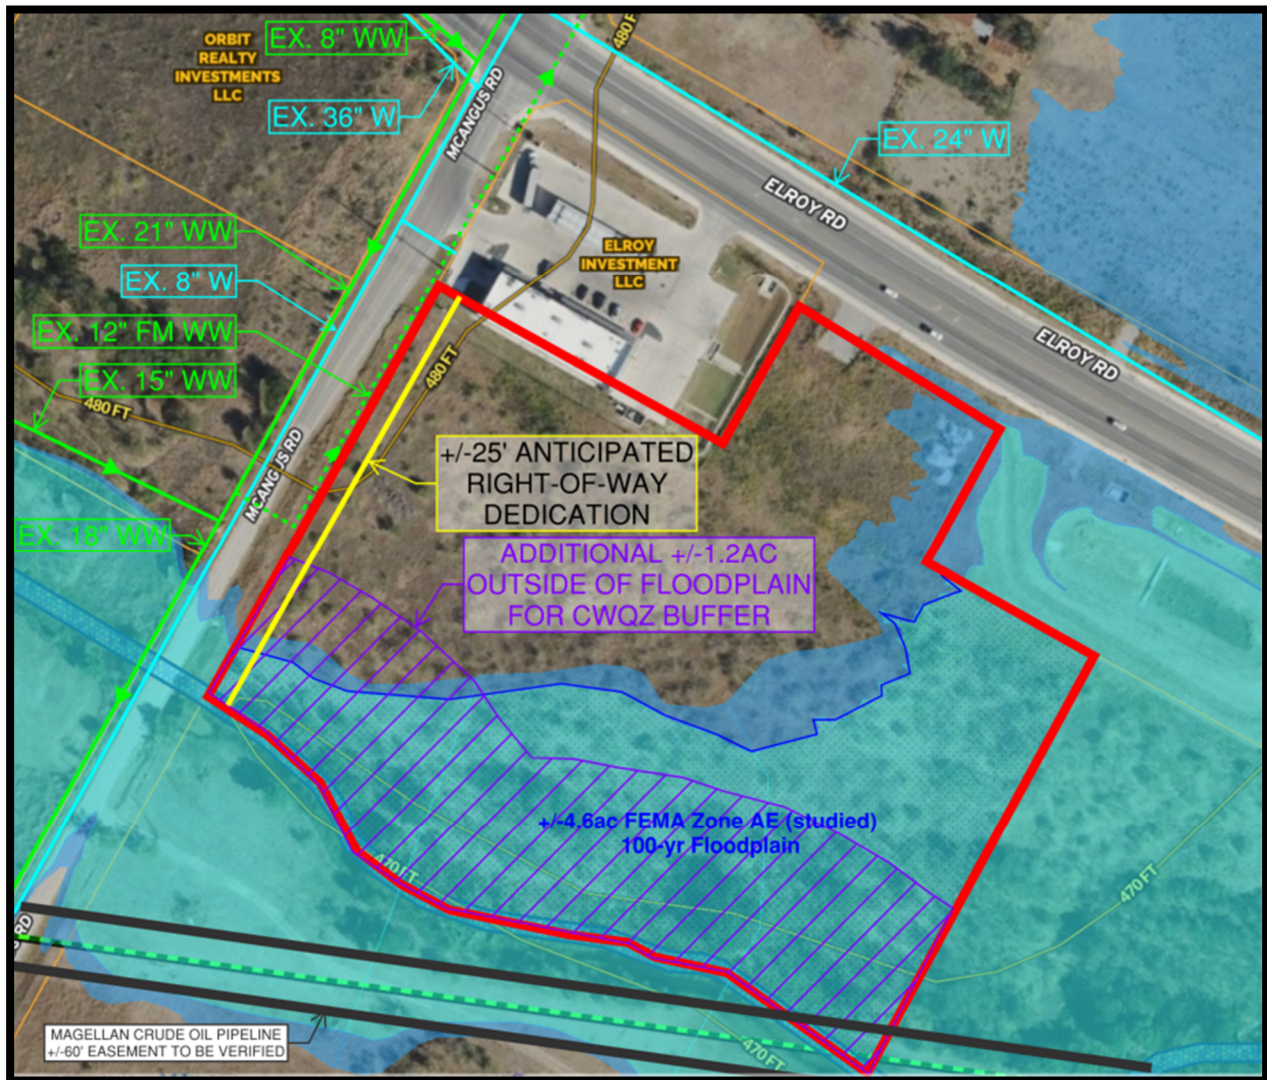 ORBIT
REALTY
INVESTMENTS
LLC
EX. 8" WW
EX. 36" W
MCANGUS RD
480 F
EX. 24" W
ELROY RD
EX. 21" WW
EX. 8" W
EX. 12" FM WW
EX. 15" WW
480 FT
ELROY
INVESTMENT
LLC
ELROY RD
480 FT
MCANGUS RD
EX. 18" WW
+/-25' ANTICIPATED
RIGHT-OF-WAY
DEDICATION
ADDITIONAL +/-1.2AC
OUTSIDE OF FLOODPLAIN
FOR CWQZ BUFFER
+/-4.6ac FEMA Zone AE (studied)
100-yr Floodplain
470 FT
470 FT
RD
MAGELLAN CRUDE OIL PIPELINE
+/-60' EASEMENT TO BE VERIFIED
470 FT